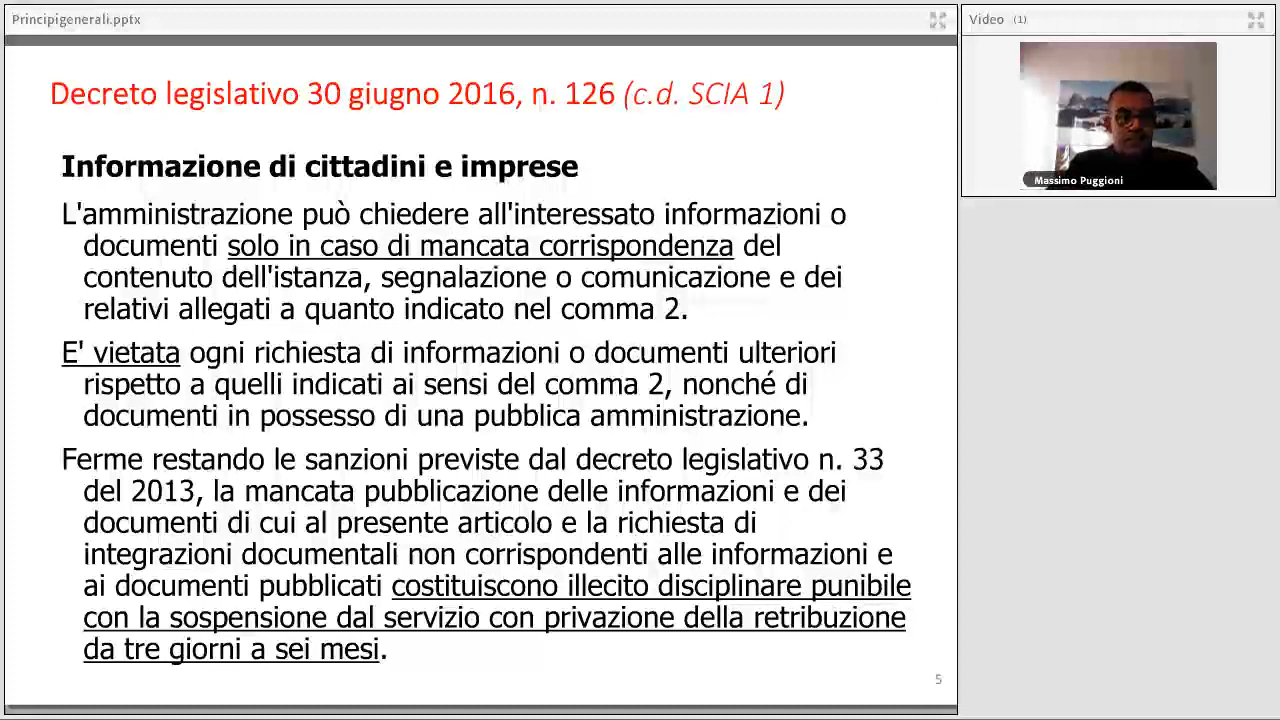 Principigenerali.pptx
Decreto legislativo 30 giugno 2016, n. 126 (c.d. SCIA 1)
Informazione di cittadini e imprese
L'amministrazione può chiedere all'interessato informazioni o
documenti solo in caso di mancata corrispondenza del
contenuto dell'istanza, segnalazione o comunicazione e dei
relativi allegati a quanto indicato nel comma 2.
E' vietata ogni richiesta di informazioni o documenti ulteriori
rispetto a quelli indicati ai sensi del comma 2, nonché di
documenti in possesso di una pubblica amministrazione.
Ferme restando le sanzioni previste dal decreto legislativo n. 33
del 2013, la mancata pubblicazione delle informazioni e dei
documenti di cui al presente articolo e la richiesta di
integrazioni documentali non corrispondenti alle informazioni e
ai documenti pubblicati costituiscono illecito disciplinare punibile
con la sospensione dal servizio con privazione della retribuzione
da tre giorni a sei mesi.
5
Video (1)
Massimo Puggioni